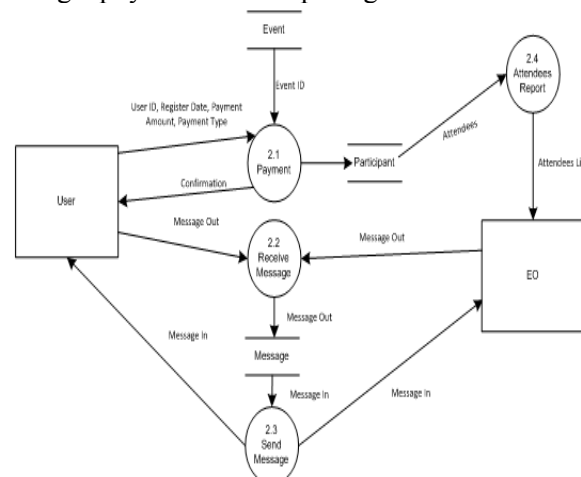 Event
Event ID
2.4
Attendees
Report
User ID, Register Date, Payment
Amount, Payment Type
2.1
Payment
Attendees
Participant
Confirmation
Attendees Li
User
Message Out
2.2
Receive
Message
Message Out
EO
Message Out
Message In
Message
Message In
Message In
2.3
Send
Message